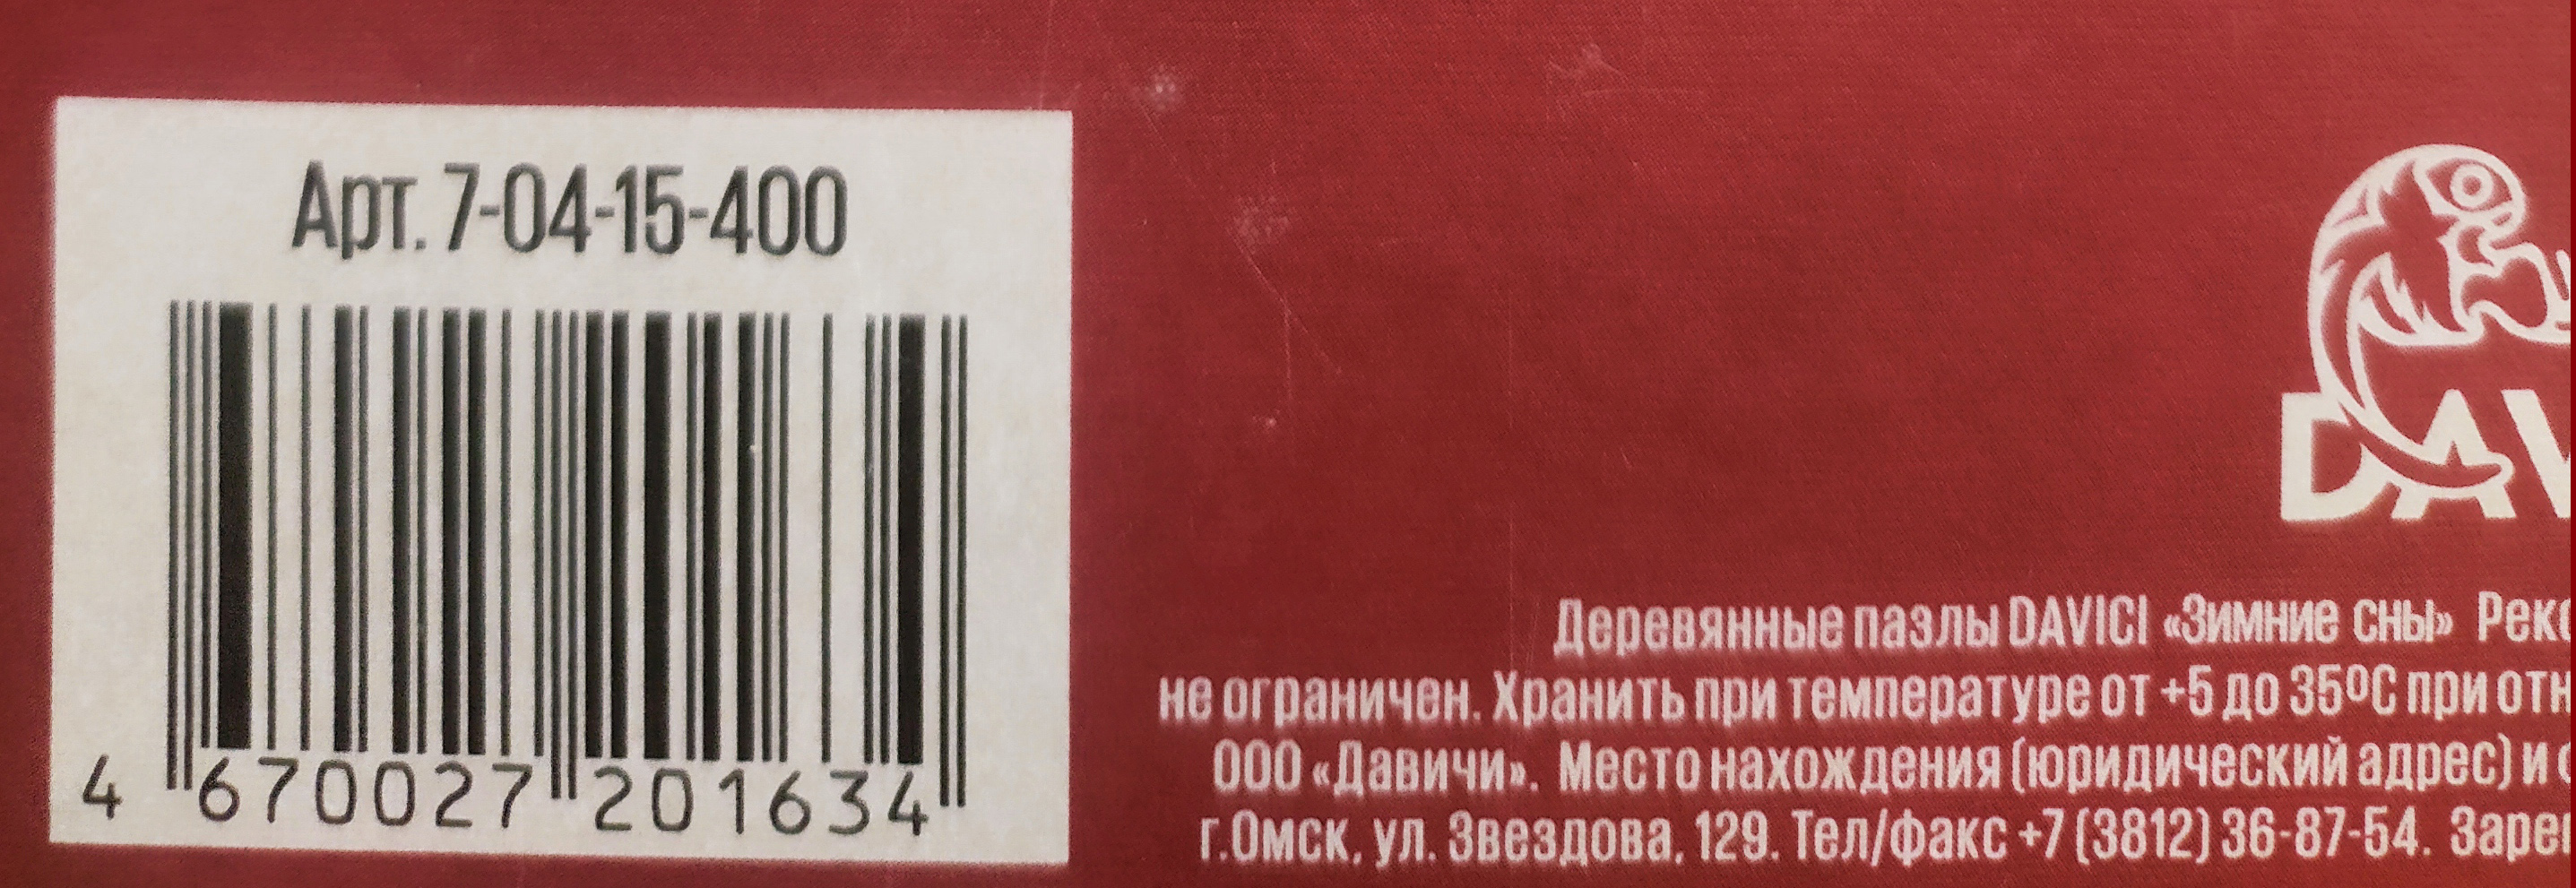 Арт. 7-04-15-400
4 670027 201634
Деревянные пазлы DAVICI «Зимние сны»
не ограничен. Хранить при температуре от +5 до 35ºС при
ООО «Давичи». Место нахождения (юридический адрес) и
г.Омск, ул. Звездова, 129. Тел/факс +7 (3812) 36-87-54.